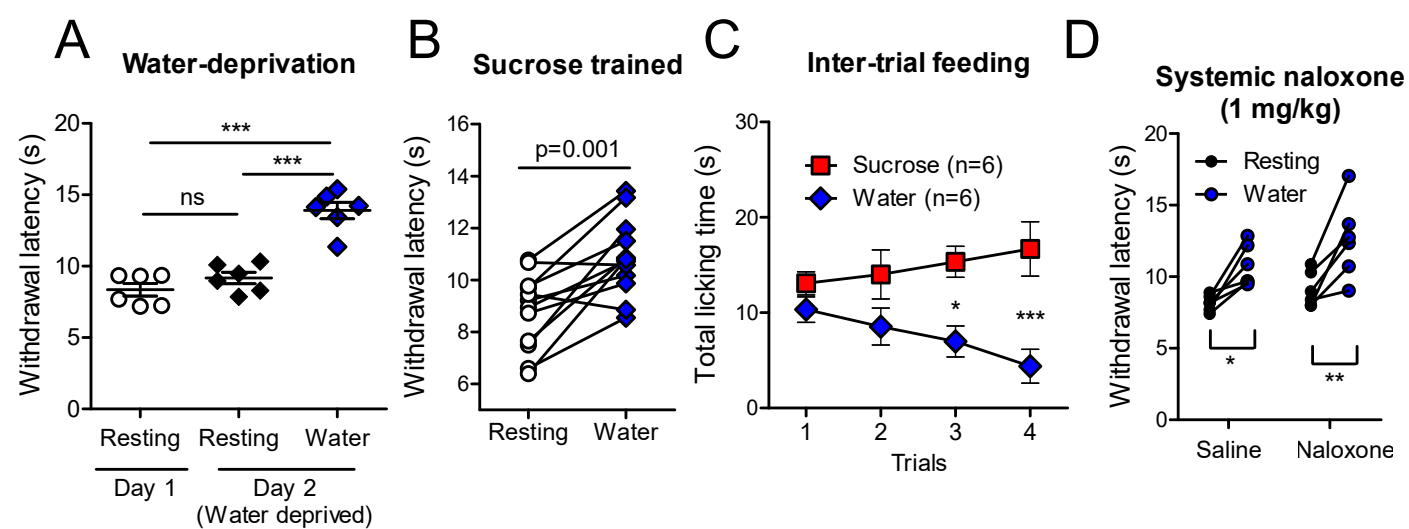 A
Water-deprivation
Withdrawal latency (s)
20
15
10
5
0
***
***
ns
Resting
Resting
Water
Day 1
Day 2
(Water deprived)
B
Sucrose trained
Withdrawal latency (s)
16
14
12
10
8
6
p=0.001
Resting
Water
C
Inter-trial feeding
Total licking time (s)
30
20
10
0
Sucrose (n=6)
Water (n=6)
*
***
1
2
3
4
Trials
D
Systemic naloxone
(1 mg/kg)
Withdrawal latency (s)
20
15
10
5
0
Resting
Water
*
**
Saline
Naloxone